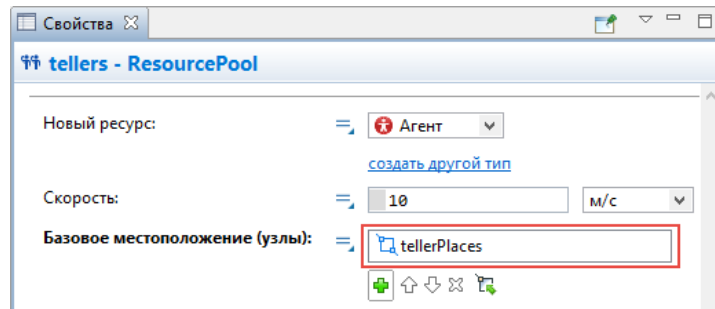 Свойства
tellers - ResourcePool
Новый ресурс: Агент
создать другой тип
Скорость: 10 м/с
Базовое местоположение (узлы): tellerPlaces